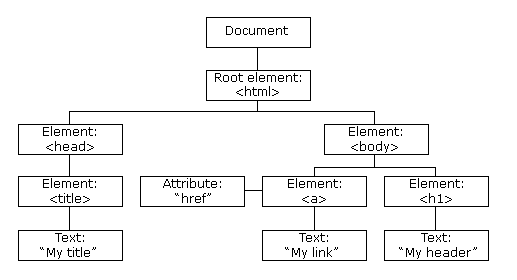 Document
Root element:
<html>
Element:
<head>
Element:
<body>
Element:
<title>
Attribute:
“href”
Element:
<a>
Element:
<h1>
Text:
“My title”
Text:
“My link”
Text:
“My header”